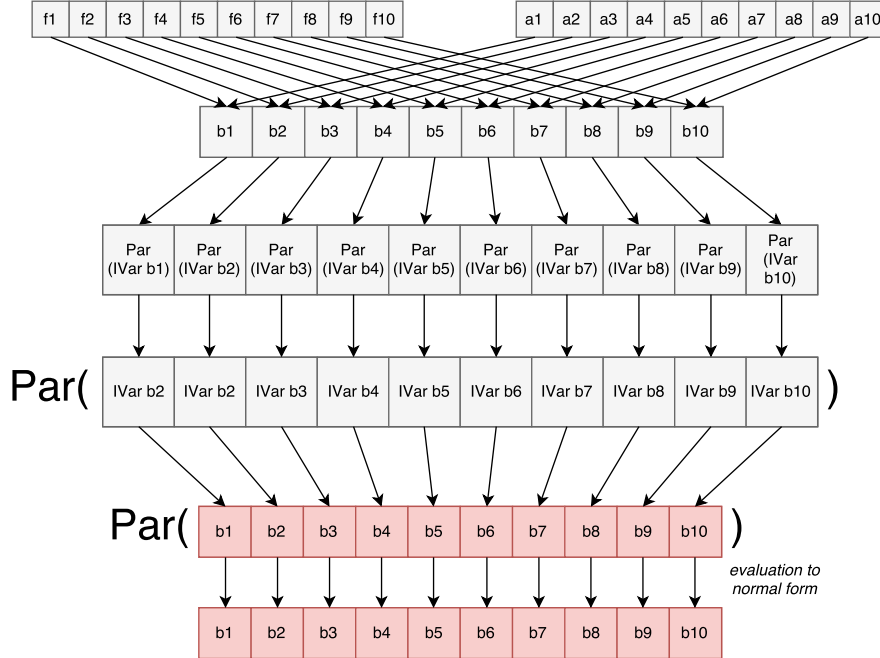 f1 f2 f3 f4 f5 f6 f7 f8 f9 f10 a1 a2 a3 a4 a5 a6 a7 a8 a9 a10
b1 b2 b3 b4 b5 b6 b7 b8 b9 b10
Par (IVar b1)
Par (IVar b2)
Par (IVar b3)
Par (IVar b4)
Par (IVar b5)
Par (IVar b6)
Par (IVar b7)
Par (IVar b8)
Par (IVar b9)
Par (IVar b10)
Par( IVar b2 IVar b2 IVar b3 IVar b4 IVar b5 IVar b6 IVar b7 IVar b8 IVar b9 IVar b10 )
Par( b1 b2 b3 b4 b5 b6 b7 b8 b9 b10 )
evaluation to
normal form
b1 b2 b3 b4 b5 b6 b7 b8 b9 b10